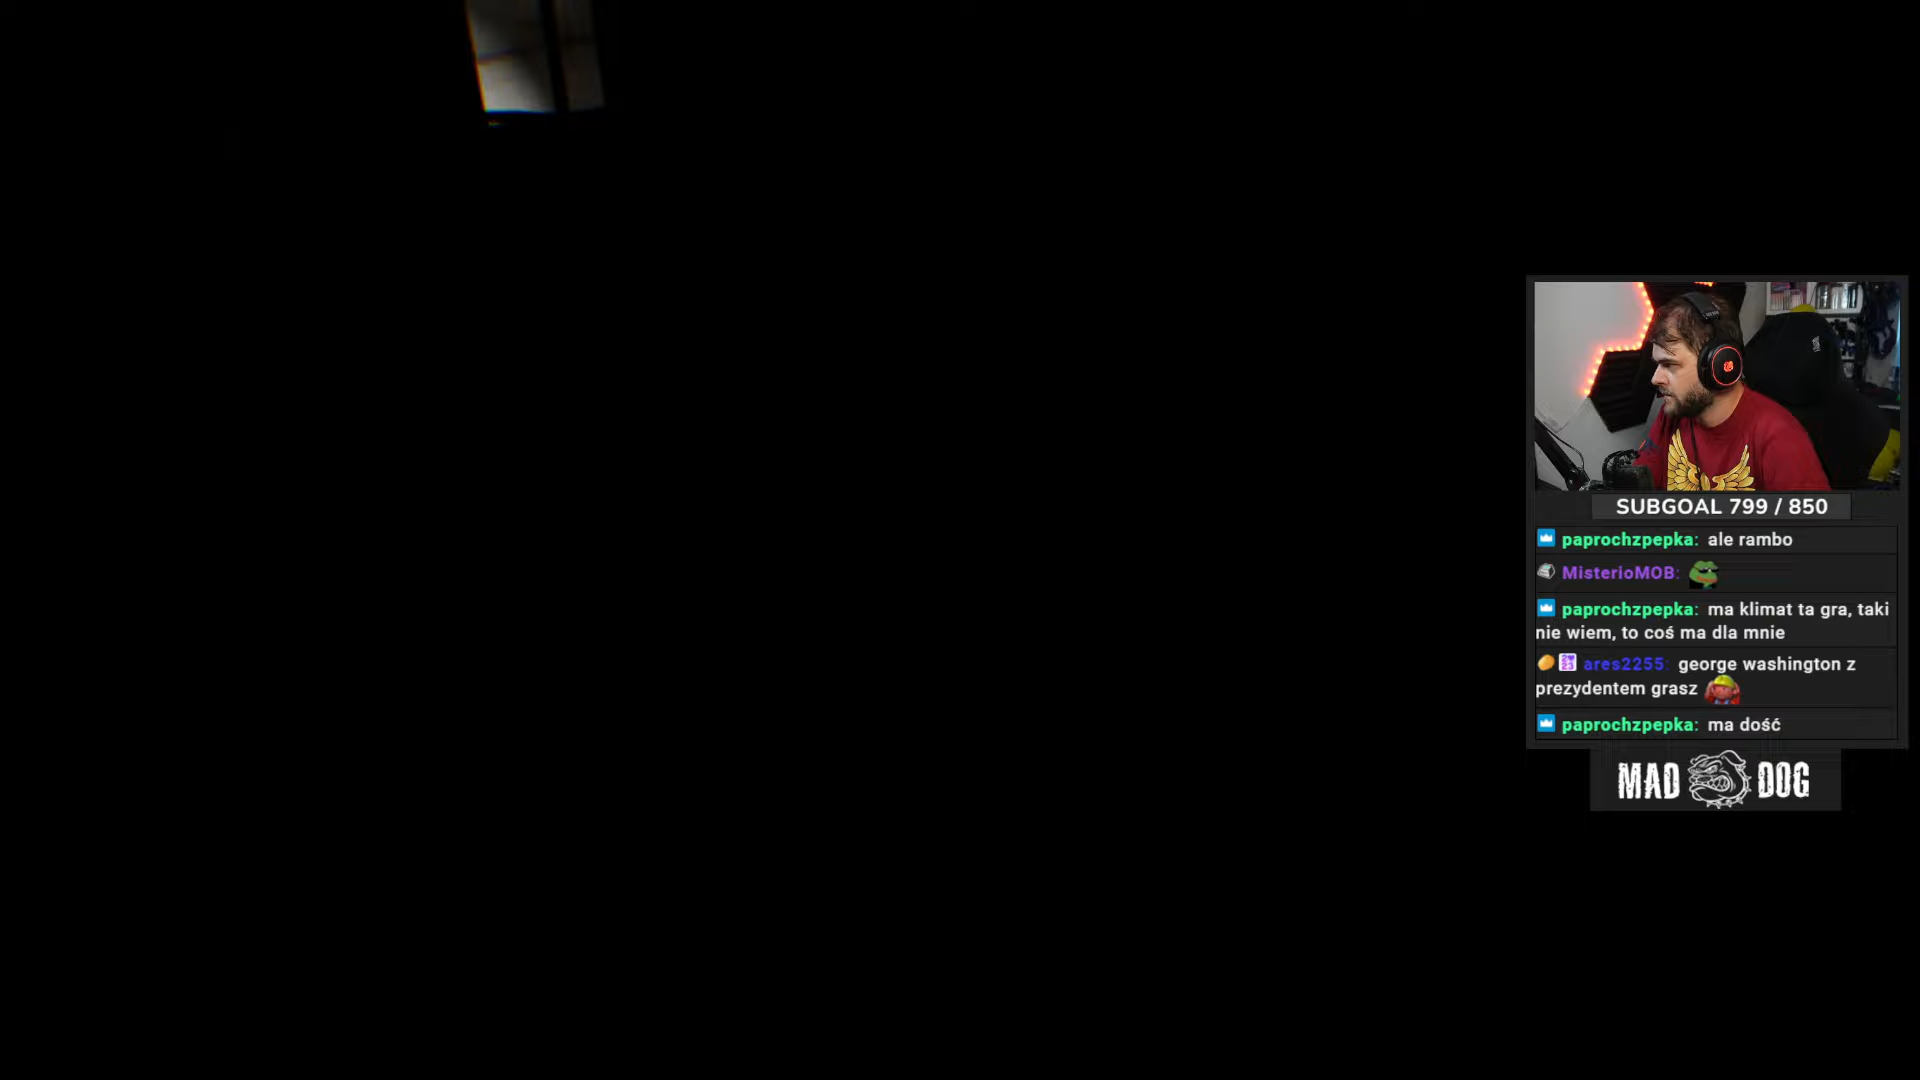 SUBGOAL 799 / 850
paprochzpepka: ale rambo
MisterioMOB:
paprochzpepka: ma klimat ta gra, taki
nie wiem, to coś ma dla mnie
ares2255: george washington z
prezydentem grasz
paprochzpepka: ma dość
MAD DOG